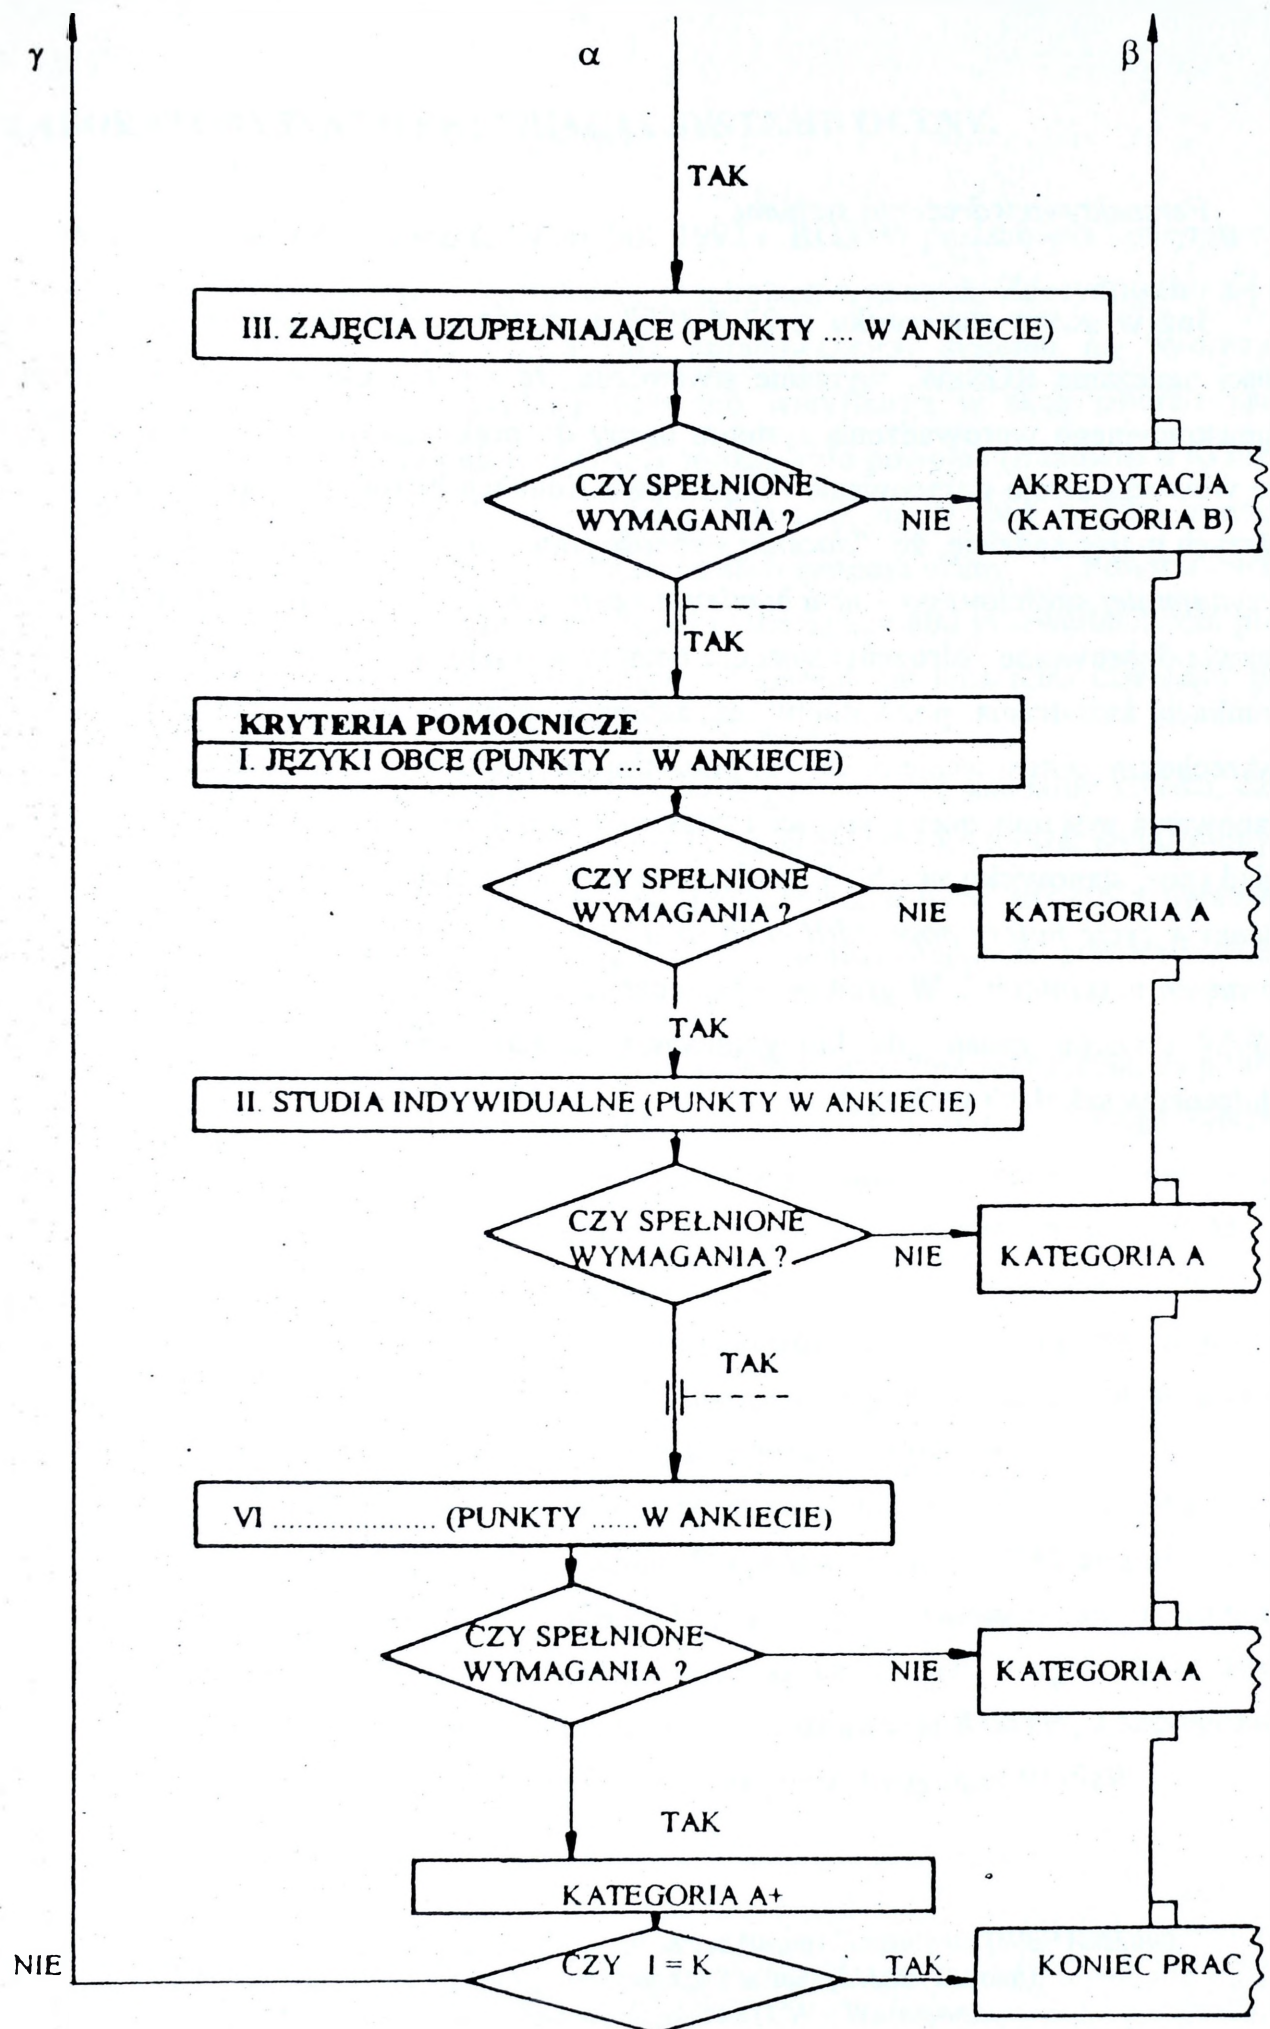 γ
α
β
TAK
III. ZAJĘCIA UZUPEŁNIAJĄCE (PUNKTY .... W ANKIECIE)
CZY SPEŁNIONE
WYMAGANIA ?
NIE
AKREDYTACJA
(KATEGORIA B)
TAK
KRYTERIA POMOCNICZE
I. JĘZYKI OBCE (PUNKTY ... W ANKIECIE)
CZY SPEŁNIONE
WYMAGANIA ?
NIE
KATEGORIA A
TAK
II. STUDIA INDYWIDUALNE (PUNKTY W ANKIECIE)
CZY SPEŁNIONE
WYMAGANIA ?
NIE
KATEGORIA A
TAK
VI ................... (PUNKTY ...... W ANKIECIE)
CZY SPEŁNIONE
WYMAGANIA ?
NIE
KATEGORIA A
TAK
KATEGORIA A+
NIE
CZY I = K
TAK
KONIEC PRAC